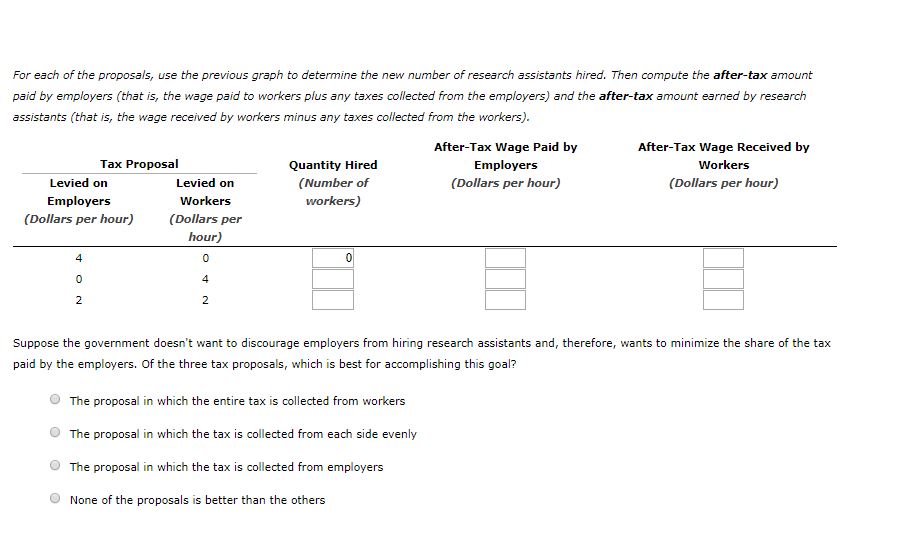 For each of the proposals, use the previous graph to determine the new number of research assistants hired. Then compute the after-tax amount
paid by employers (that is, the wage paid to workers plus any taxes collected from the employers) and the after-tax amount earned by research
assistants (that is, the wage received by workers minus any taxes collected from the workers).
After-Tax Wage Paid by After-Tax Wage Received by
Tax Proposal Quantity Hired Employers Workers
Levied on Levied on (Number of (Dollars per hour) (Dollars per hour)
Employers Workers workers)
(Dollars per hour) (Dollars per
hour)
4 0 0
0 4
2 2
Suppose the government doesn't want to discourage employers from hiring research assistants and, therefore, wants to minimize the share of the tax
paid by the employers. Of the three tax proposals, which is best for accomplishing this goal?
The proposal in which the entire tax is collected from workers
The proposal in which the tax is collected from each side evenly
The proposal in which the tax is collected from employers
None of the proposals is better than the others